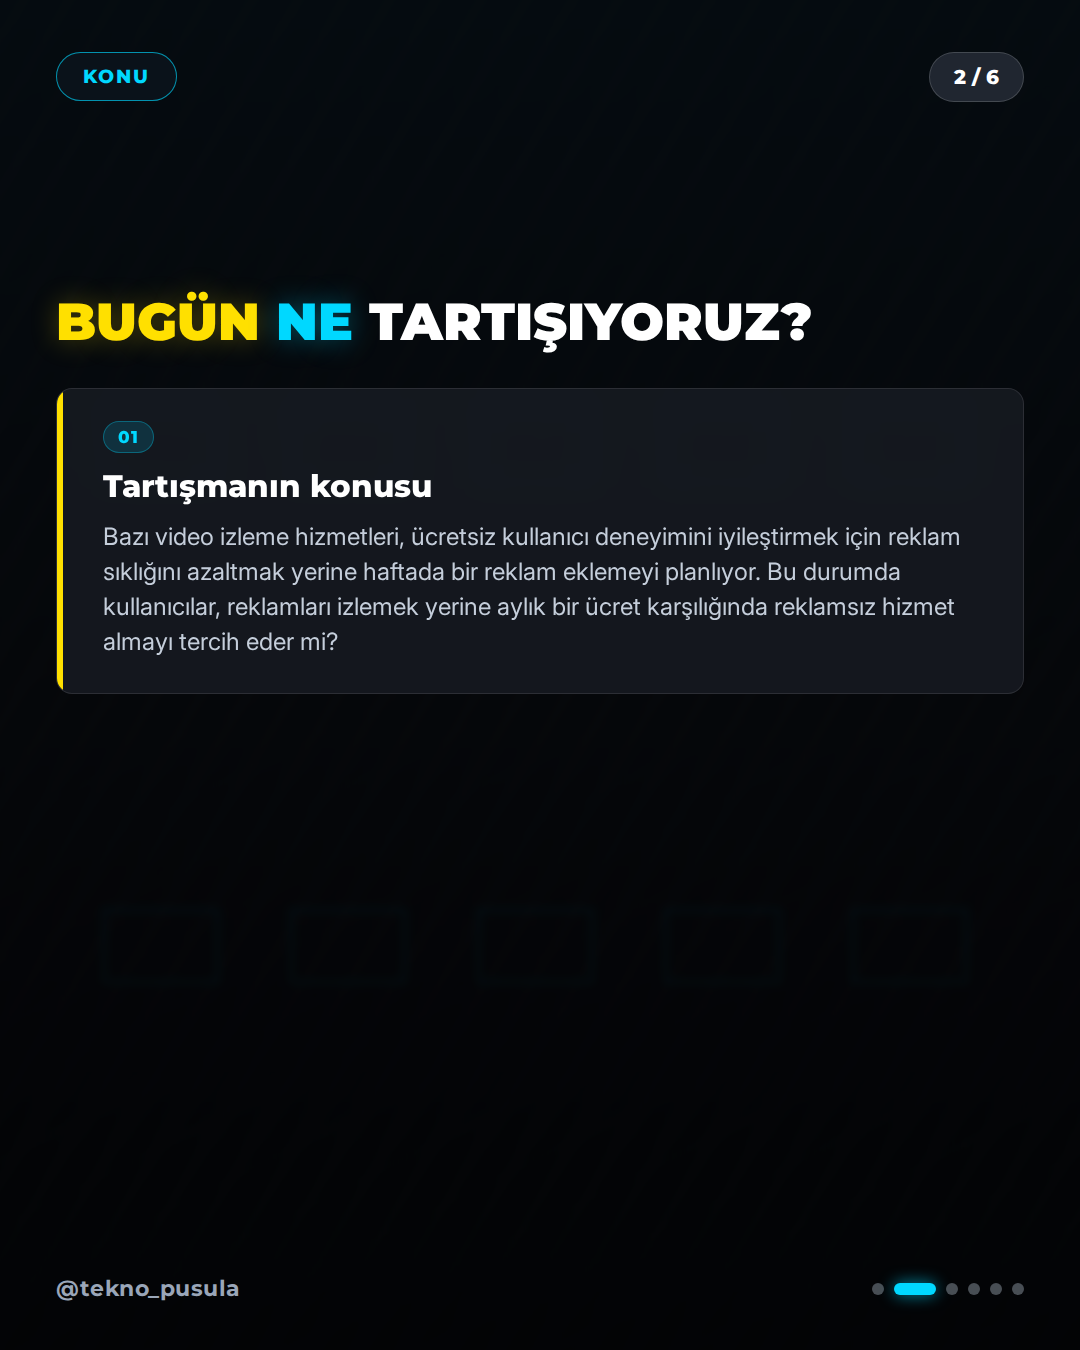 KONU
2 / 6
BUGÜN NE TARTIŞIYORUZ?
01
Tartışmanın konusu
Bazı video izleme hizmetleri, ücretsiz kullanıcı deneyimini iyileştirmek için reklam
sıklığını azaltmak yerine haftada bir reklam eklemeyi planlıyor. Bu durumda
kullanıcılar, reklamları izlemek yerine aylık bir ücret karşılığında reklamsız hizmet
almayı tercih eder mi?
@tekno_pusula